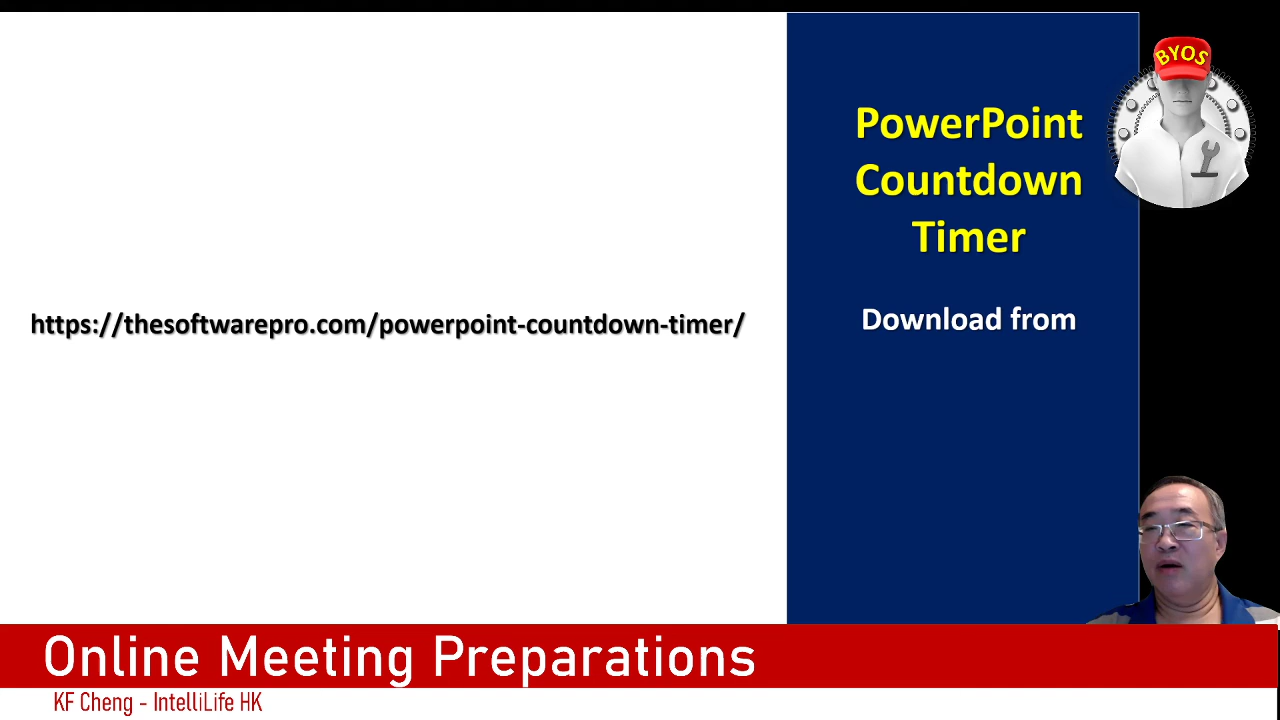 https://thesoftwarepro.com/powerpoint-countdown-timer/
PowerPoint
Countdown
Timer
Download from
BYOS
Online Meeting Preparations
KF Cheng - IntelliLife HK